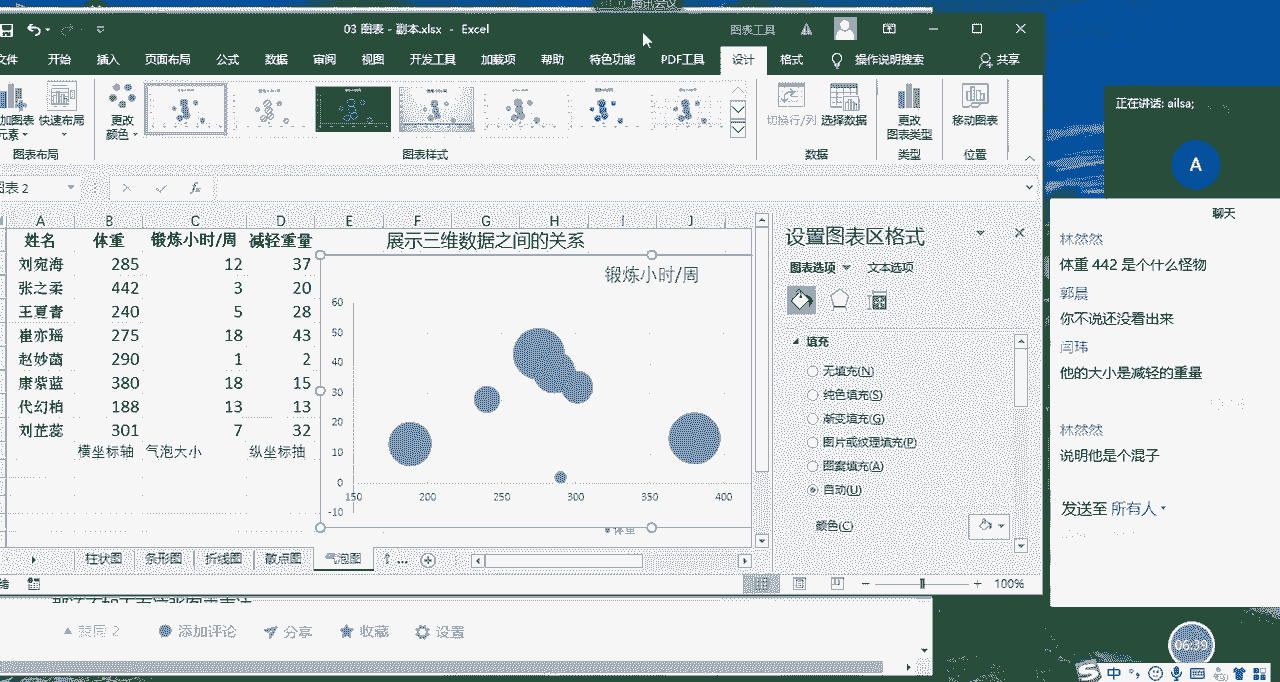 腾讯会议
03 图表 - 副本.xlsx - Excel
图表工具
文件 开始 插入 页面布局 公式 数据 审阅 视图 开发工具 加载项 帮助 特色功能 PDF工具 设计 格式 操作说明搜索 共享
加图表 快速布局 更改 切换行/列 选择数据 更改 移动图表
元素 颜色 图表类型
图表布局 图表样式 数据 类型 位置
图表 2 fx
A B C D E F G H I J
姓名 体重 锻炼小时/周 减轻重量 展示三维数据之间的关系
刘宛海 285 12 37
张之柔 442 3 20
王夏青 240 5 28
崔亦瑶 275 18 43
赵妙菡 290 1 2
康紫蓝 380 18 15
代幻柏 188 13 13
刘芷蕊 301 7 32
横坐标轴 气泡大小 纵坐标抽
锻炼小时/周
60
50
40
30
20
10
0
-10
150 200 250 300 350 400
体重
设置图表区格式
图表选项 文本选项
填充
无填充(N)
纯色填充(S)
渐变填充(G)
图片或纹理填充(P)
图案填充(A)
自动(U)
颜色(C)
柱状图 条形图 折线图 散点图 气泡图 ...
100%
赞同 2 添加评论 分享 收藏 设置
正在讲话: ailsa;
A
聊天
林然然
体重 442 是个什么怪物
郭晨
你不说还没看出来
闫玮
他的大小是减轻的重量
林然然
说明他是个混子
发送至 所有人
06:39
中